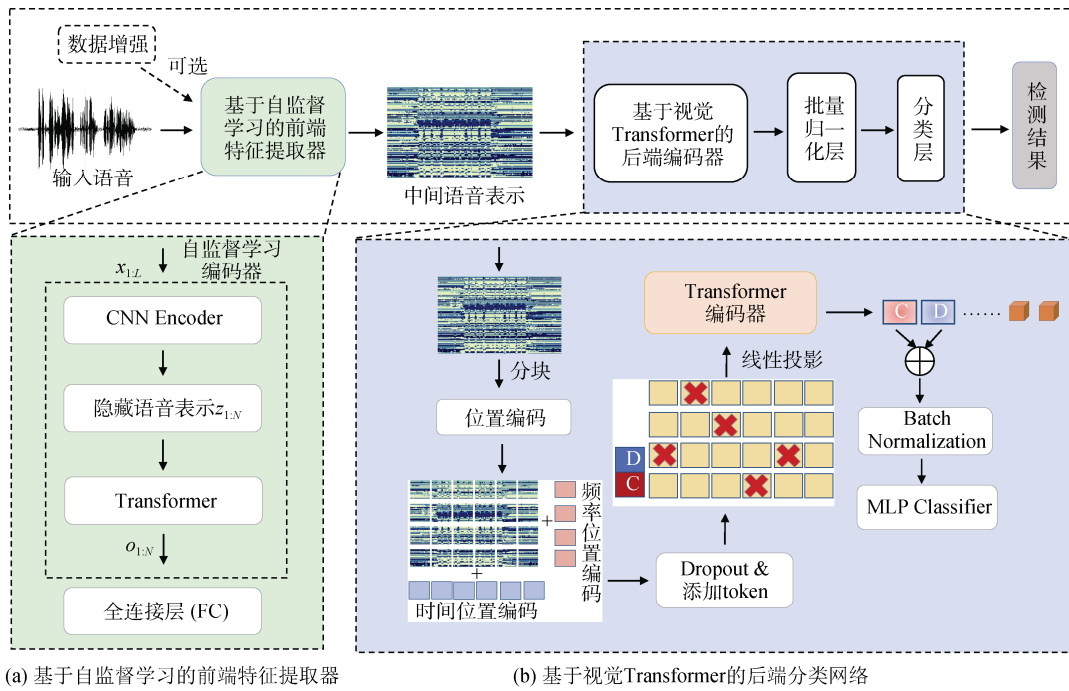 数据增强
可选
输入语音
基于自监督
学习的前端
特征提取器
中间语音表示
基于视觉
Transformer的
后端编码器
批量
归一
化层
分
类
层
检
测
结
果
自监督学习
编码器
x1:L
CNN Encoder
隐藏语音表示z1:N
Transformer
o1:N
全连接层 (FC)
(a) 基于自监督学习的前端特征提取器
分块
位置编码
+
频
率
位
置
编
码
+
时间位置编码
Dropout &
添加token
D
C
线性投影
Transformer
编码器
C D ······
Batch
Normalization
MLP Classifier
(b) 基于视觉Transformer的后端分类网络